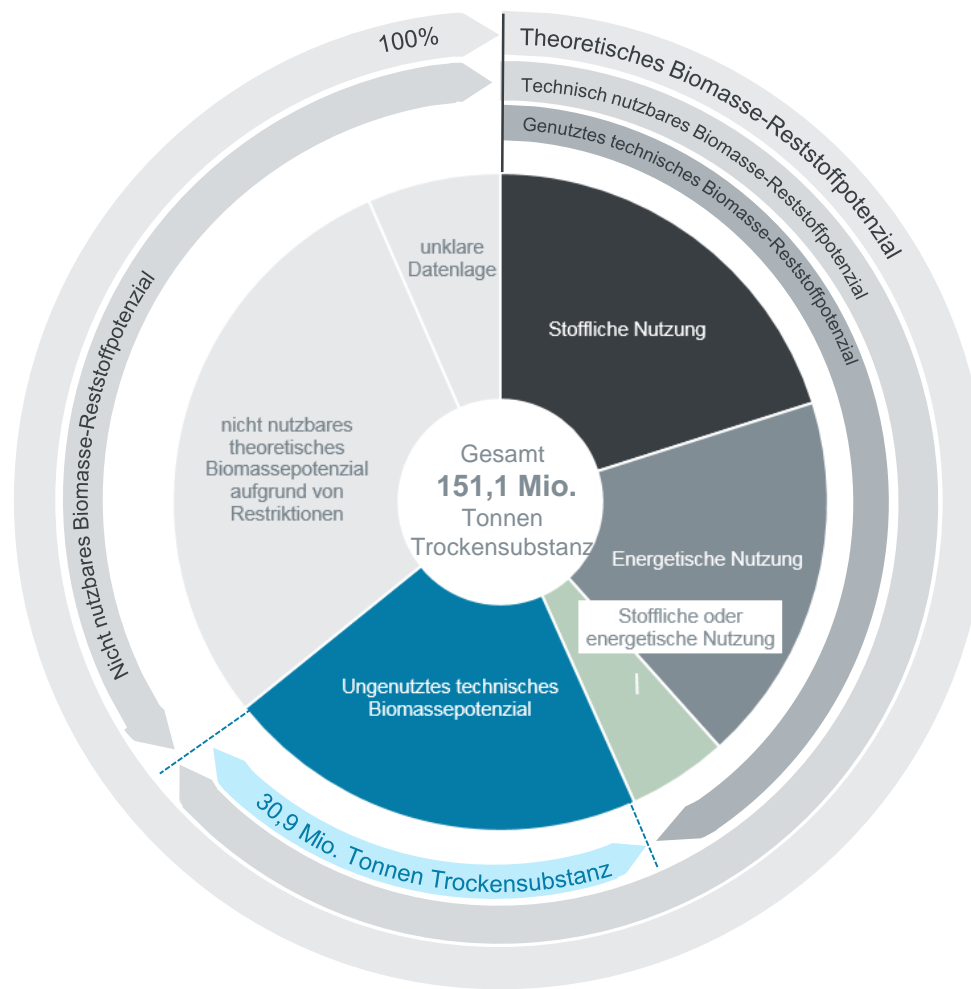 100%
Theoretisches Biomasse-Reststoffpotenzial
Technisch nutzbares Biomasse-Reststoffpotenzial
Genutztes technisches Biomasse-Reststoffpotenzial
unklare
Datenlage
Stoffliche Nutzung
Nicht nutzbares Biomasse-Reststoffpotenzial
nicht nutzbares
theoretisches
Biomassepotenzial
aufgrund von
Restriktionen
Gesamt
151,1 Mio.
Tonnen
Trockensubstanz
Energetische Nutzung
Stoffliche oder
energetische Nutzung
Ungenutztes technisches
Biomassepotenzial
30,9 Mio. Tonnen Trockensubstanz